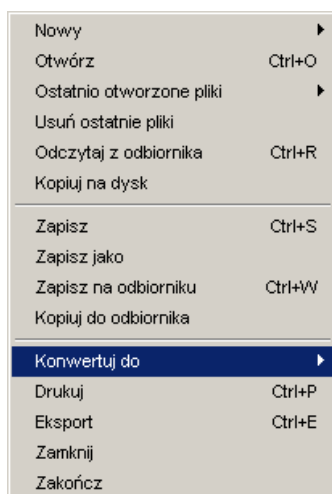 Nowy
Otwórz Ctrl+O
Ostatnio otworzone pliki
Usuń ostatnie pliki
Odczytaj z odbiornika Ctrl+R
Kopiuj na dysk
Zapisz Ctrl+S
Zapisz jako
Zapisz na odbiorniku Ctrl+W
Kopiuj do odbiornika
Konwertuj do
Drukuj Ctrl+P
Eksport Ctrl+E
Zamknij
Zakończ